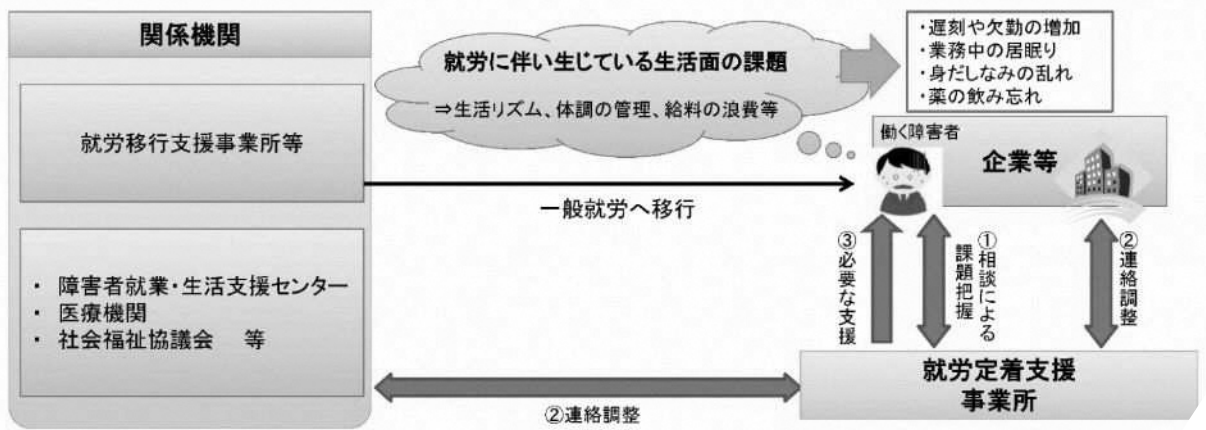 関係機関
就労移行支援事業所等
・ 障害者就業・生活支援センター
・ 医療機関
・ 社会福祉協議会 等
就労に伴い生じている生活面の課題
⇒生活リズム、体調の管理、給料の浪費等
・遅刻や欠勤の増加
・業務中の居眠り
・身だしなみの乱れ
・薬の飲み忘れ
働く障害者
企業等
一般就労へ移行
③必要な支援
①相談による
課題把握
②連絡調整
就労定着支援
事業所
②連絡調整